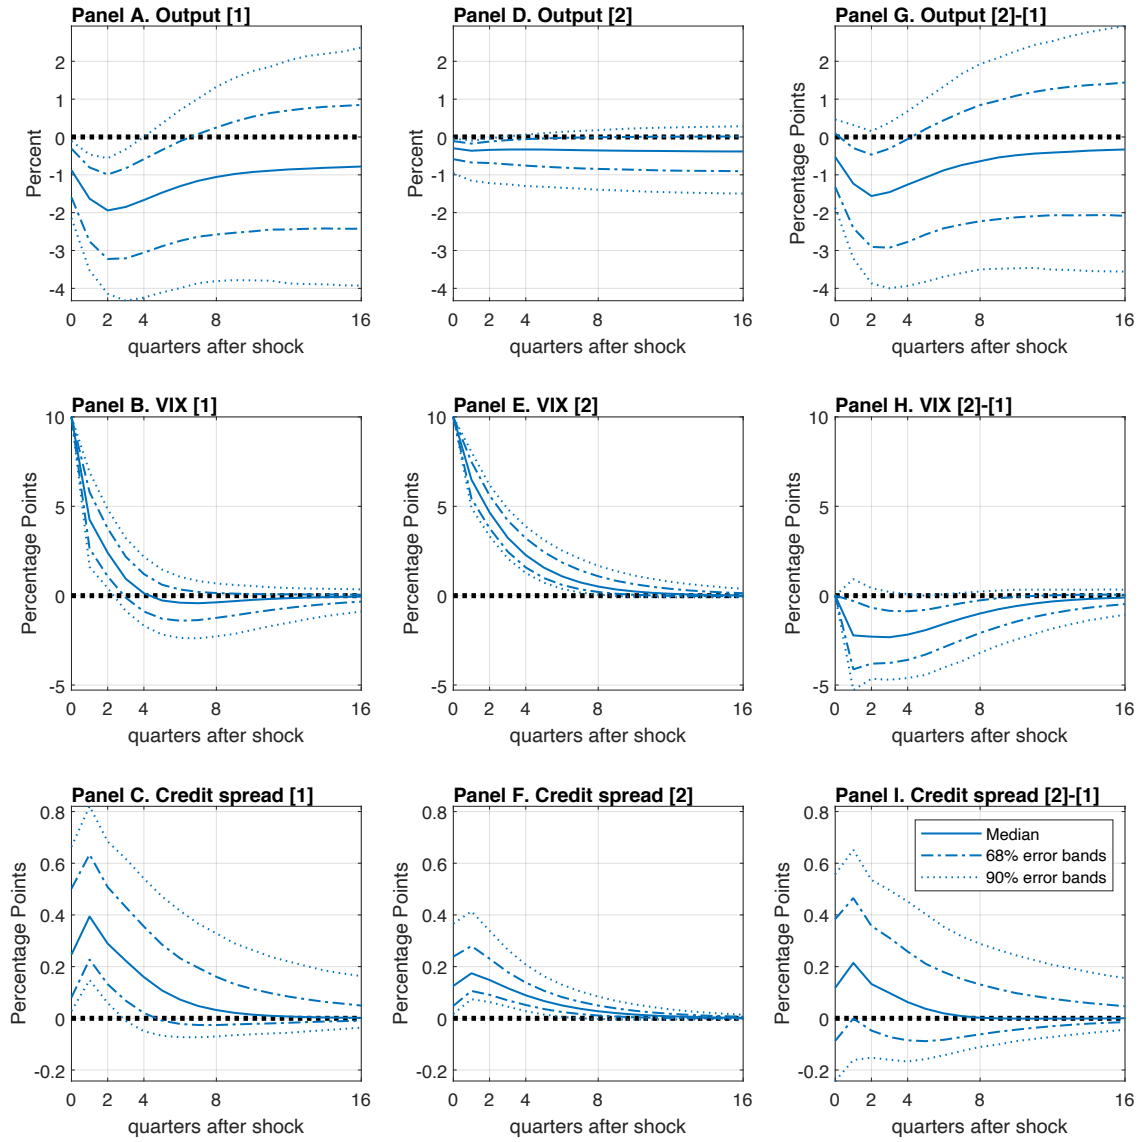 Panel A. Output [1]
Percent
2
1
0
-1
-2
-3
-4
0 2 4 8 16
quarters after shock
Panel D. Output [2]
Percent
2
1
0
-1
-2
-3
-4
0 2 4 8 16
quarters after shock
Panel G. Output [2]-[1]
Percentage Points
2
1
0
-1
-2
-3
-4
0 2 4 8 16
quarters after shock
Panel B. VIX [1]
Percentage Points
10
5
0
-5
0 2 4 8 16
quarters after shock
Panel E. VIX [2]
Percentage Points
10
5
0
-5
0 2 4 8 16
quarters after shock
Panel H. VIX [2]-[1]
Percentage Points
10
5
0
-5
0 2 4 8 16
quarters after shock
Panel C. Credit spread [1]
Percentage Points
0.8
0.6
0.4
0.2
0
-0.2
0 2 4 8 16
quarters after shock
Panel F. Credit spread [2]
Percentage Points
0.8
0.6
0.4
0.2
0
-0.2
0 2 4 8 16
quarters after shock
Panel I. Credit spread [2]-[1]
Percentage Points
0.8
0.6
0.4
0.2
0
-0.2
0 2 4 8 16
quarters after shock
Median
68% error bands
90% error bands